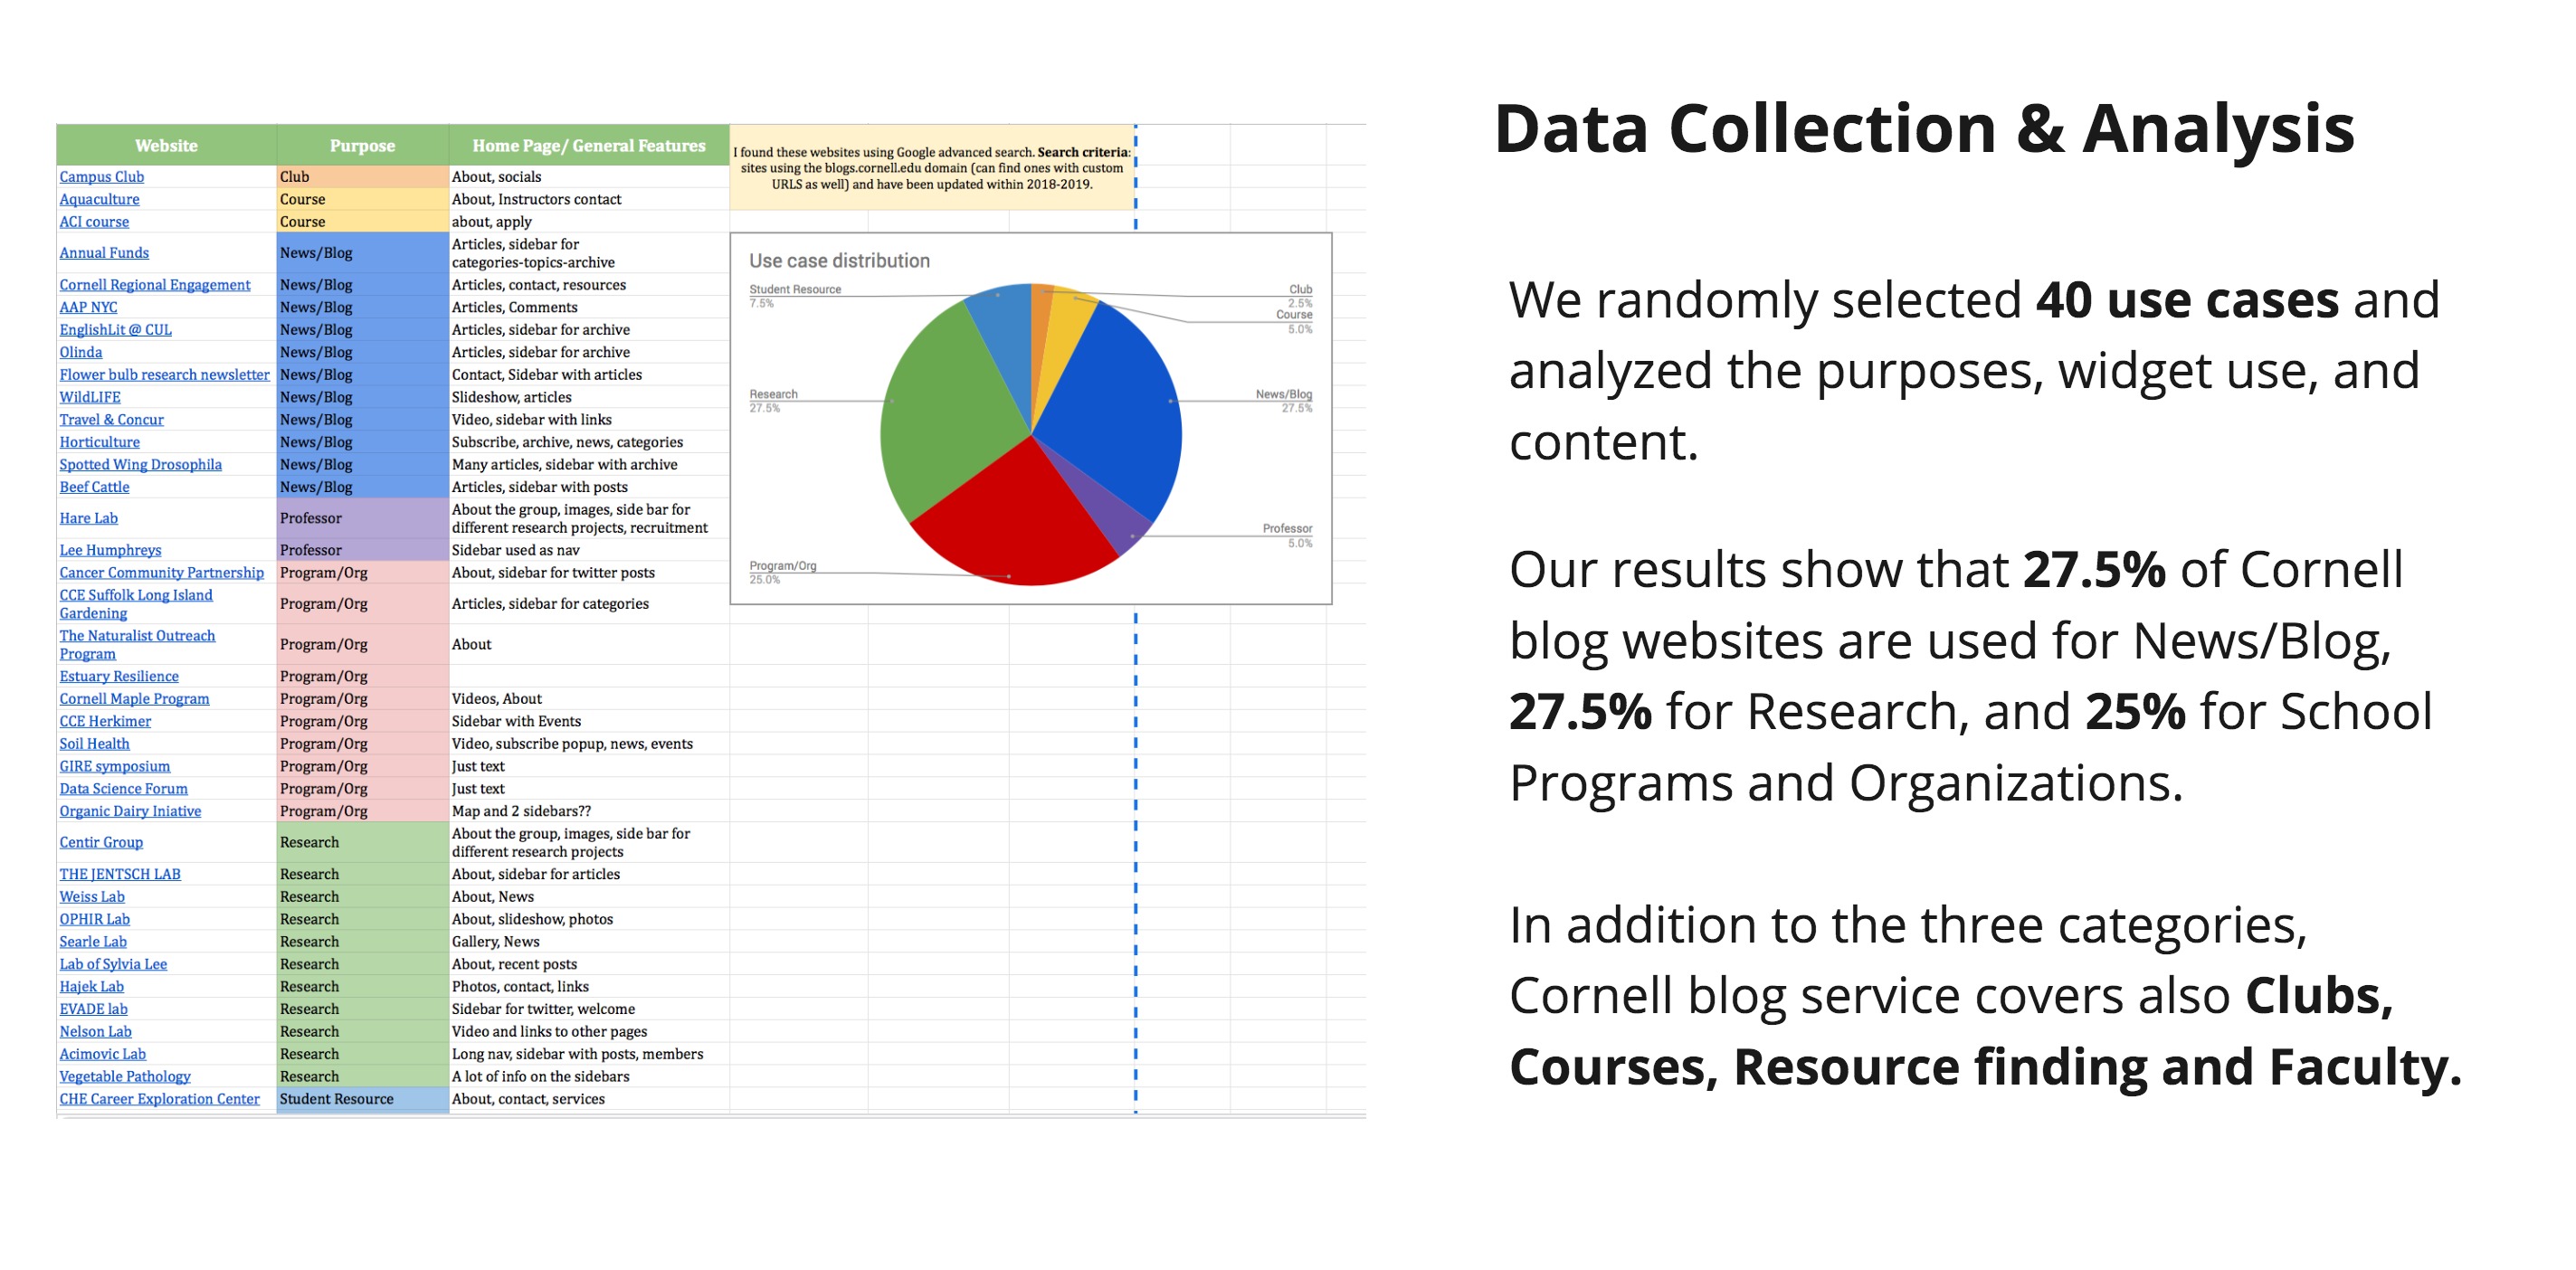 Website Purpose Home Page/ General Features
Campus Club Club About, socials
Aquaculture Course About, Instructors contact
ACI course Course about, apply
Annual Funds News/Blog Articles, sidebar for
categories-topics-archive
Cornell Regional Engagement News/Blog Articles, contact, resources
AAP NYC News/Blog Articles, Comments
EnglishLit @ CUL News/Blog Articles, sidebar for archive
Olinda News/Blog Articles, sidebar for archive
Flower bulb research newsletter News/Blog Contact, Sidebar with articles
WildLIFE News/Blog Slideshow, articles
Travel & Concur News/Blog Video, sidebar with links
Horticulture News/Blog Subscribe, archive, news, categories
Spotted Wing Drosophila News/Blog Many articles, sidebar with archive
Beef Cattle News/Blog Articles, sidebar with posts
Hare Lab Professor About the group, images, side bar for
different research projects, recruitment
Lee Humphreys Professor Sidebar used as nav
Cancer Community Partnership Program/Org About, sidebar for twitter posts
CCE Suffolk Long Island
Gardening Program/Org Articles, sidebar for categories
The Naturalist Outreach
Program Program/Org About
Estuary Resilience Program/Org
Cornell Maple Program Program/Org Videos, About
CCE Herkimer Program/Org Sidebar with Events
Soil Health Program/Org Video, subscribe popup, news, events
GIRE symposium Program/Org Just text
Data Science Forum Program/Org Just text
Organic Dairy Iniative Program/Org Map and 2 sidebars??
Centir Group Research About the group, images, side bar for
different research projects
THE JENTSCH LAB Research About, sidebar for articles
Weiss Lab Research About, News
OPHIR Lab Research About, slideshow, photos
Searle Lab Research Gallery, News
Lab of Sylvia Lee Research About, recent posts
Hajek Lab Research Photos, contact, links
EVADE lab Research Sidebar for twitter, welcome
Nelson Lab Research Video and links to other pages
Acimovic Lab Research Long nav, sidebar with posts, members
Vegetable Pathology Research A lot of info on the sidebars
CHE Career Exploration Center Student Resource About, contact, services
I found these websites using Google advanced search. Search criteria:
sites using the blogs.cornell.edu domain (can find ones with custom
URLS as well) and have been updated within 2018-2019.
Use case distribution
Student Resource
7.5%
Club
2.5%
Course
5.0%
Research
27.5%
News/Blog
27.5%
Professor
5.0%
Program/Org
25.0%
Data Collection & Analysis
We randomly selected 40 use cases and
analyzed the purposes, widget use, and
content.
Our results show that 27.5% of Cornell
blog websites are used for News/Blog,
27.5% for Research, and 25% for School
Programs and Organizations.
In addition to the three categories,
Cornell blog service covers also Clubs,
Courses, Resource finding and Faculty.